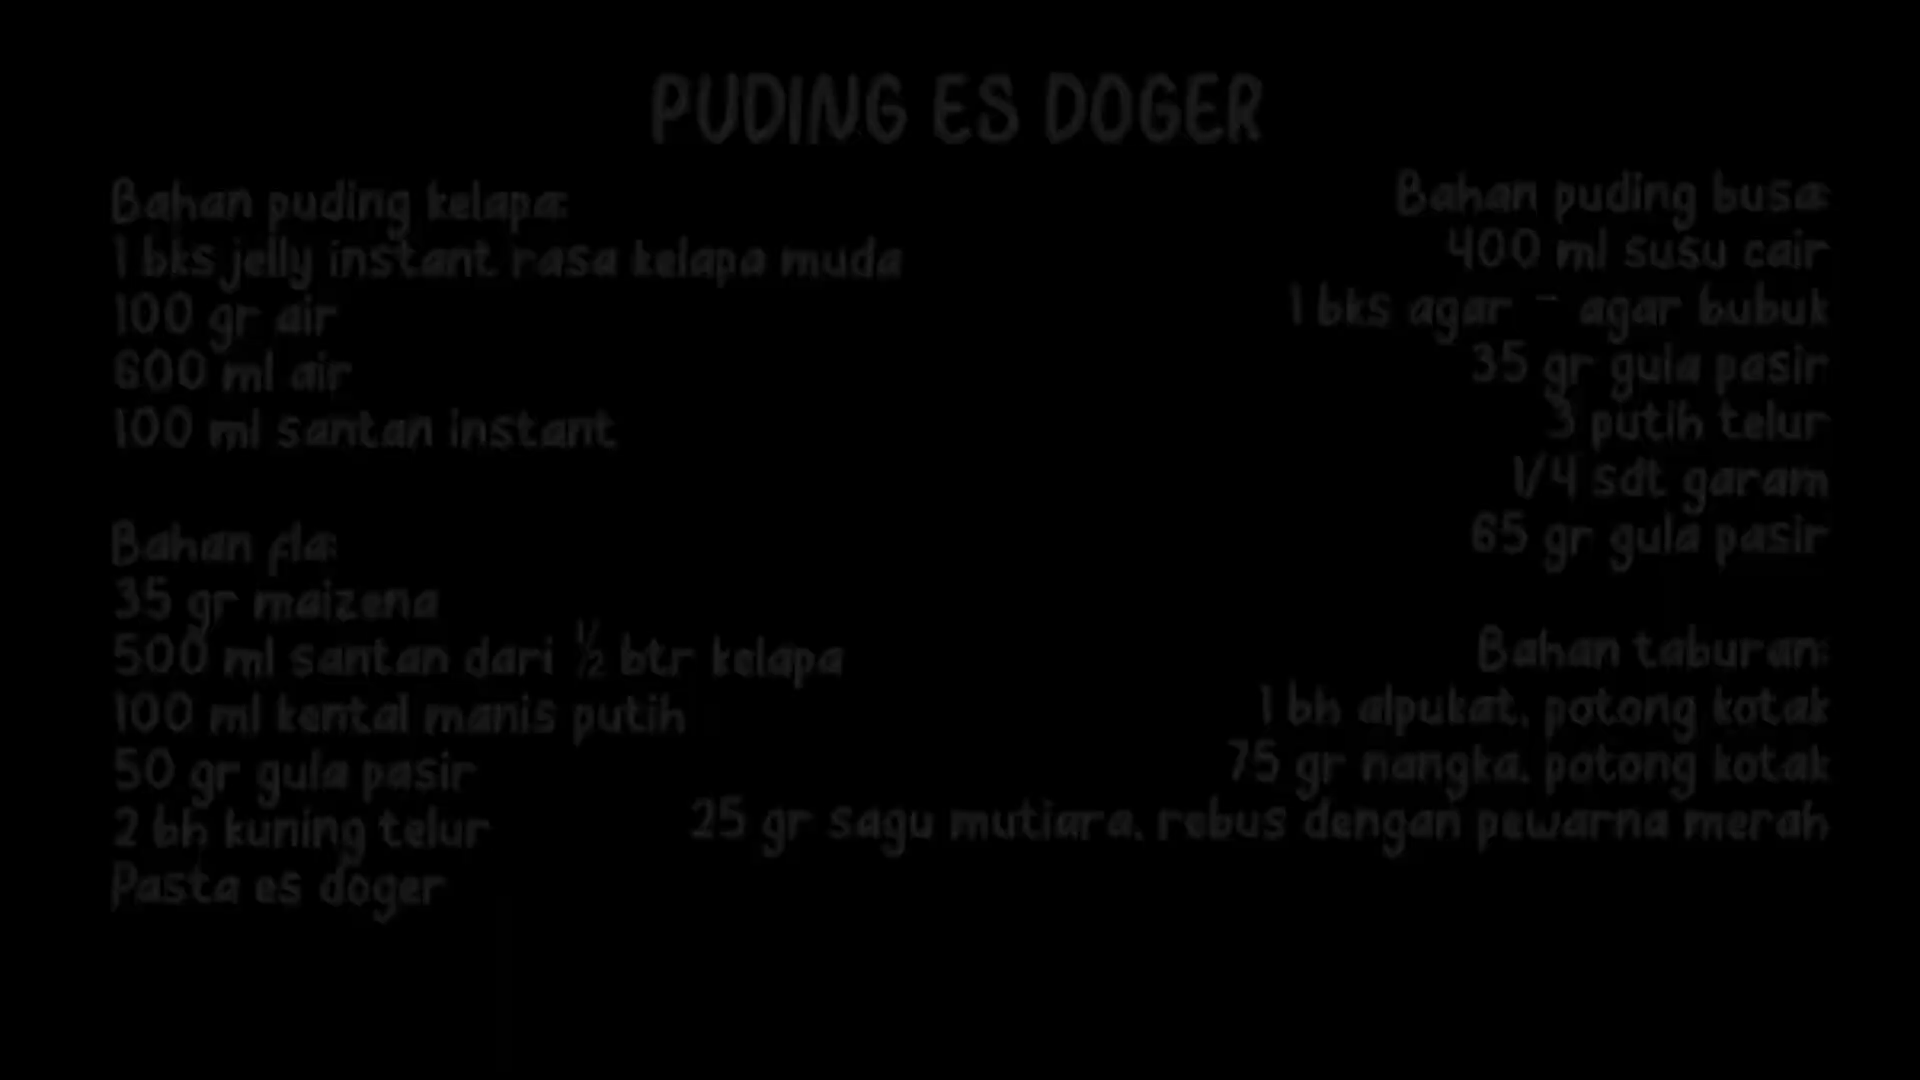 PUDING ES DOGER
Bahan puding kelapa:
1 bks jelly instant rasa kelapa muda
100 gr air
600 ml air
100 ml santan instant
Bahan fla:
35 gr maizena
500 ml santan dari ½ btr kelapa
100 ml kental manis putih
50 gr gula pasir
2 bh kuning telur
Pasta es doger
Bahan puding busa:
400 ml susu cair
1 bks agar - agar bubuk
35 gr gula pasir
3 putih telur
1/4 sdt garam
65 gr gula pasir
Bahan taburan:
1 bh alpukat, potong kotak
75 gr nangka, potong kotak
25 gr sagu mutiara, rebus dengan pewarna merah